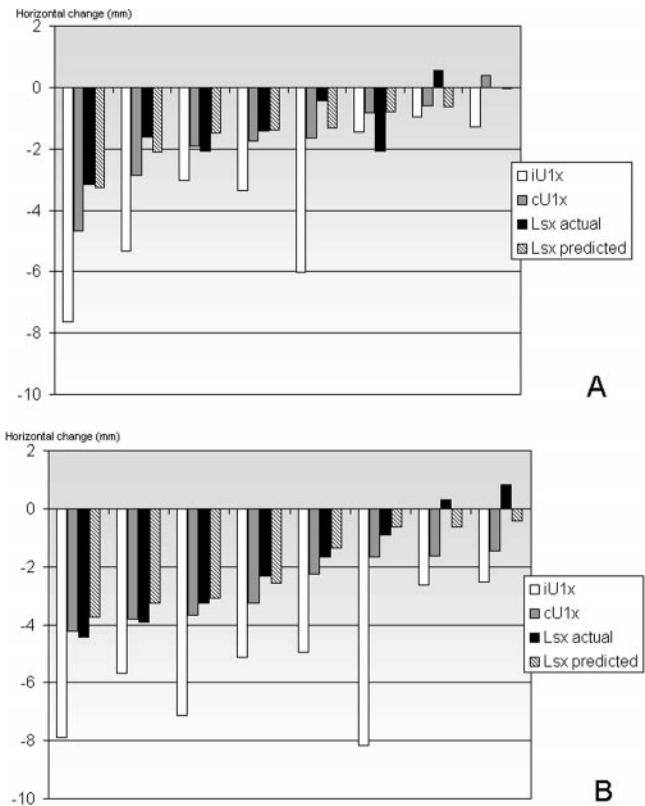 Horizontal change (mm)
2
0
-2
-4
-6
-8
-10
iU1x
cU1x
Lsx actual
Lsx predicted
A
Horizontal change (mm)
2
0
-2
-4
-6
-8
-10
iU1x
cU1x
Lsx actual
Lsx predicted
B